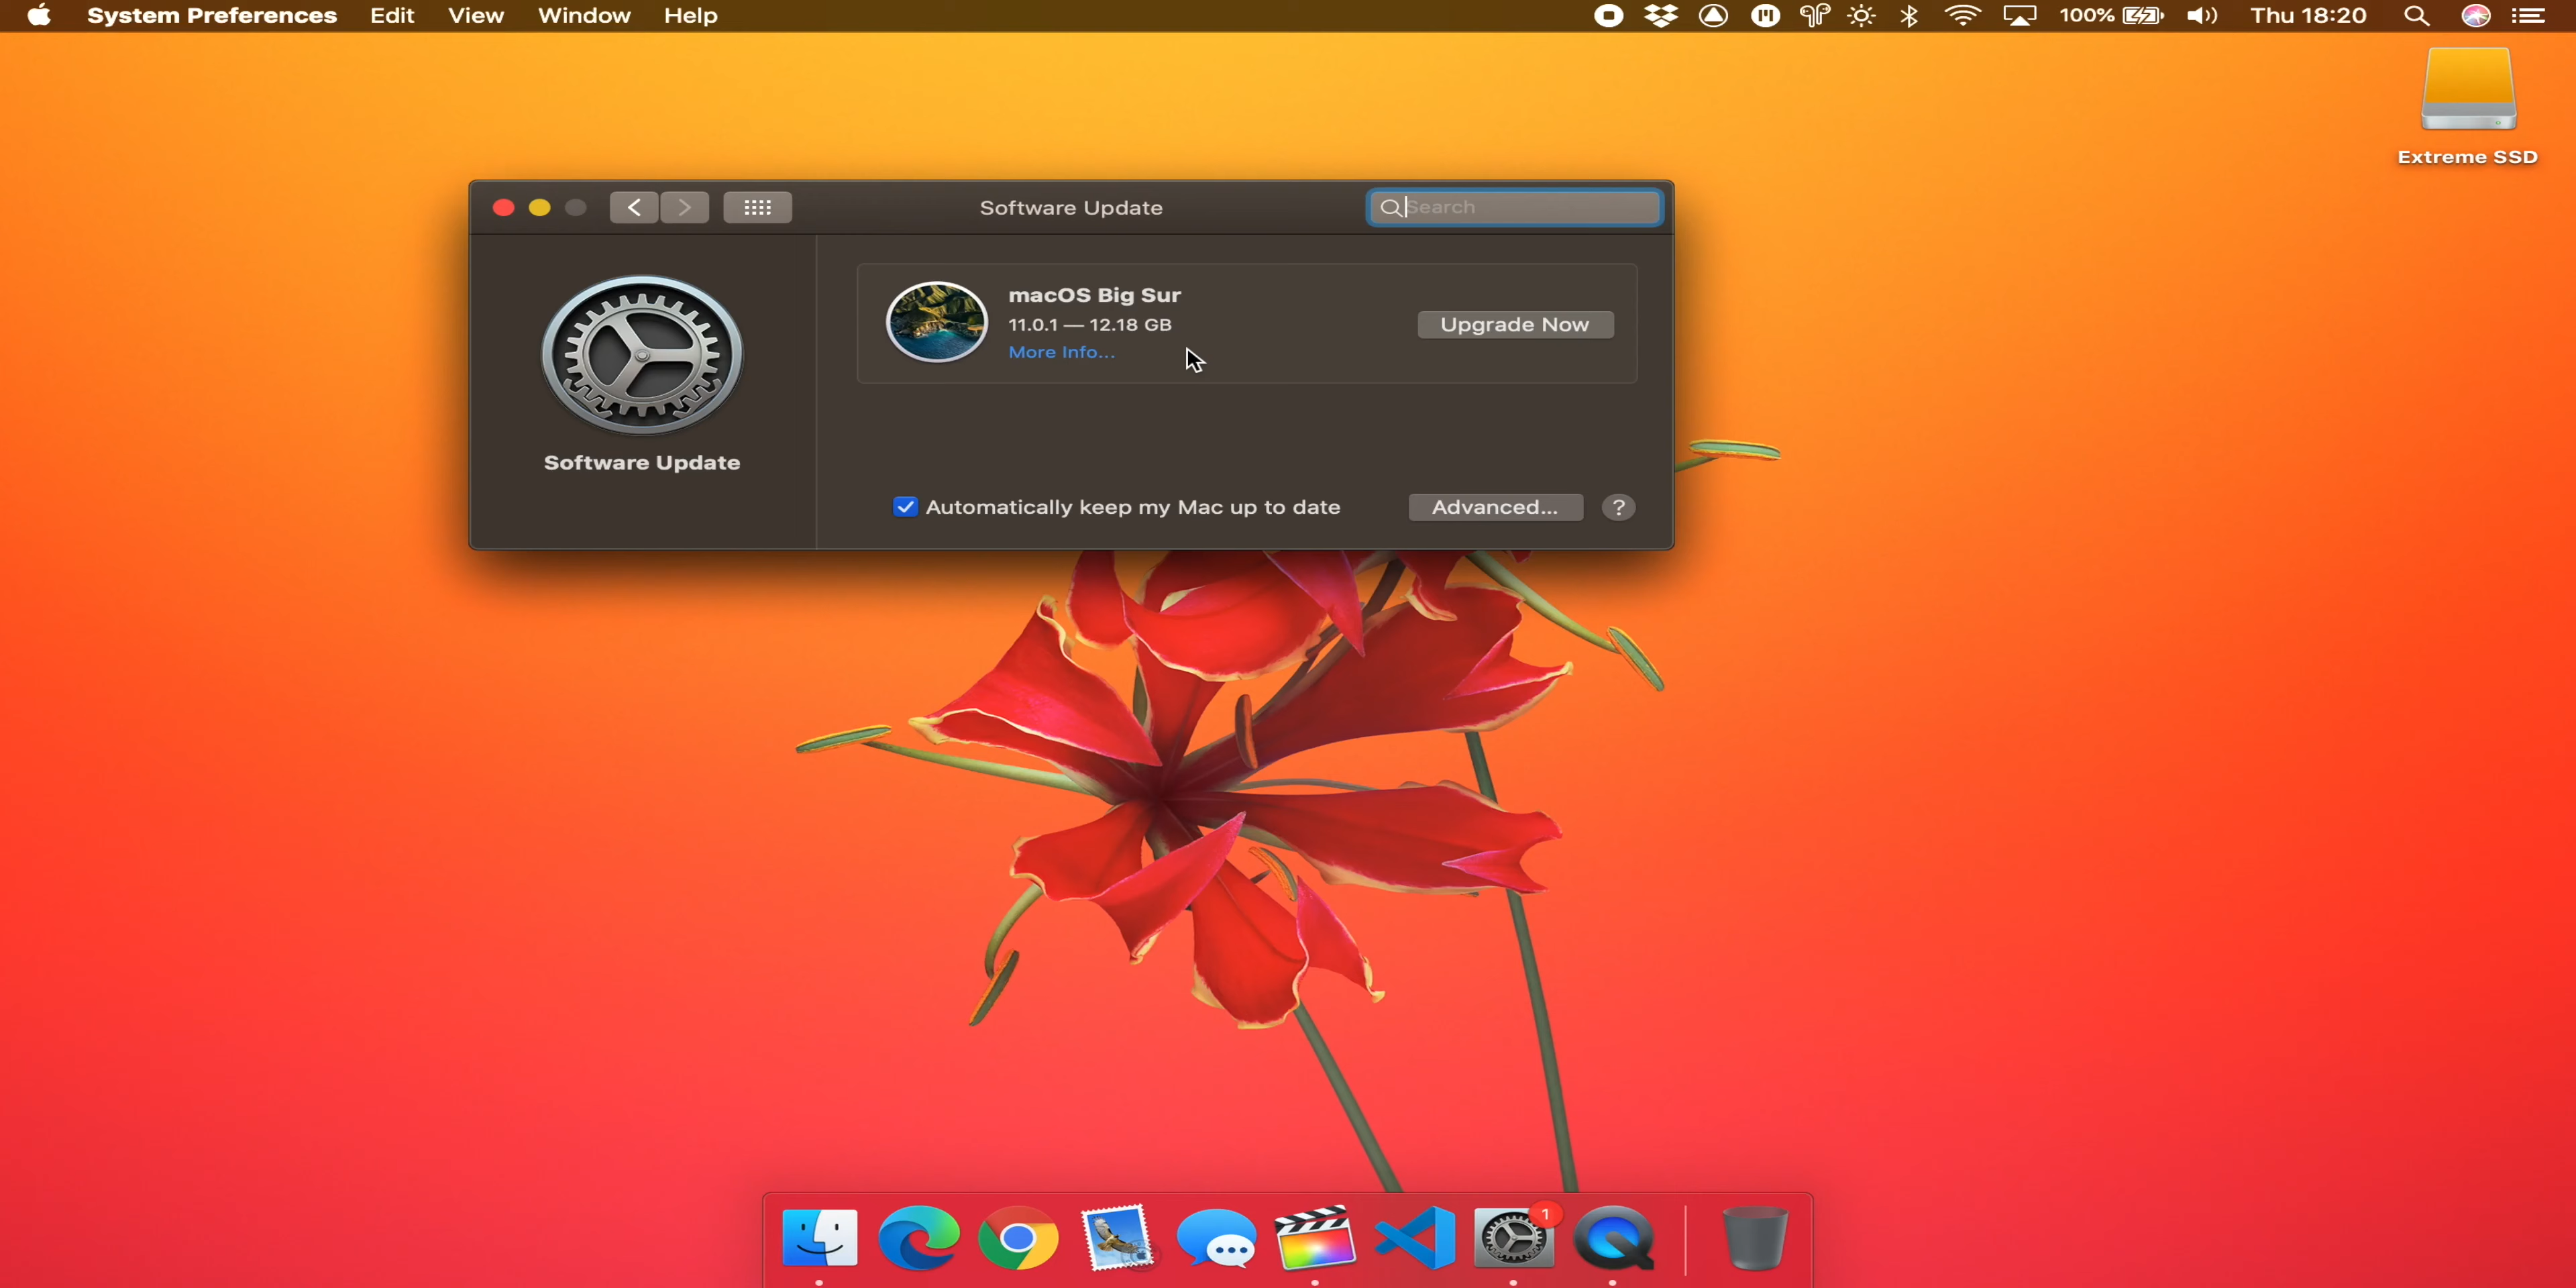 System Preferences Edit View Window Help 100% Thu 18:20
Extreme SSD
Software Update
Search
macOS Big Sur
11.0.1 — 12.18 GB
More Info...
Upgrade Now
Software Update
Automatically keep my Mac up to date
Advanced...
?
1